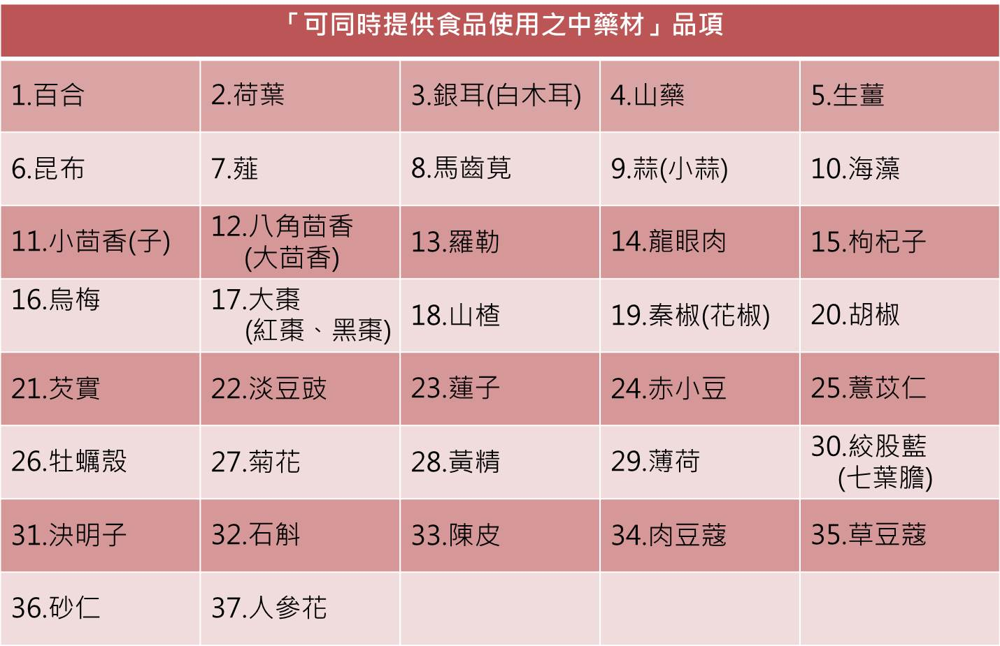 「可同時提供食品使用之中藥材」品項
1.百合
2.荷葉
3.銀耳(白木耳)
4.山藥
5.生薑
6.昆布
7.薤
8.馬齒莧
9.蒜(小蒜)
10.海藻
11.小茴香(子)
12.八角茴香
(大茴香)
13.羅勒
14.龍眼肉
15.枸杞子
16.烏梅
17.大棗
(紅棗、黑棗)
18.山楂
19.秦椒(花椒)
20.胡椒
21.芡實
22.淡豆豉
23.蓮子
24.赤小豆
25.薏苡仁
26.牡蠣殼
27.菊花
28.黃精
29.薄荷
30.絞股藍
(七葉膽)
31.決明子
32.石斛
33.陳皮
34.肉豆蔻
35.草豆蔻
36.砂仁
37.人參花